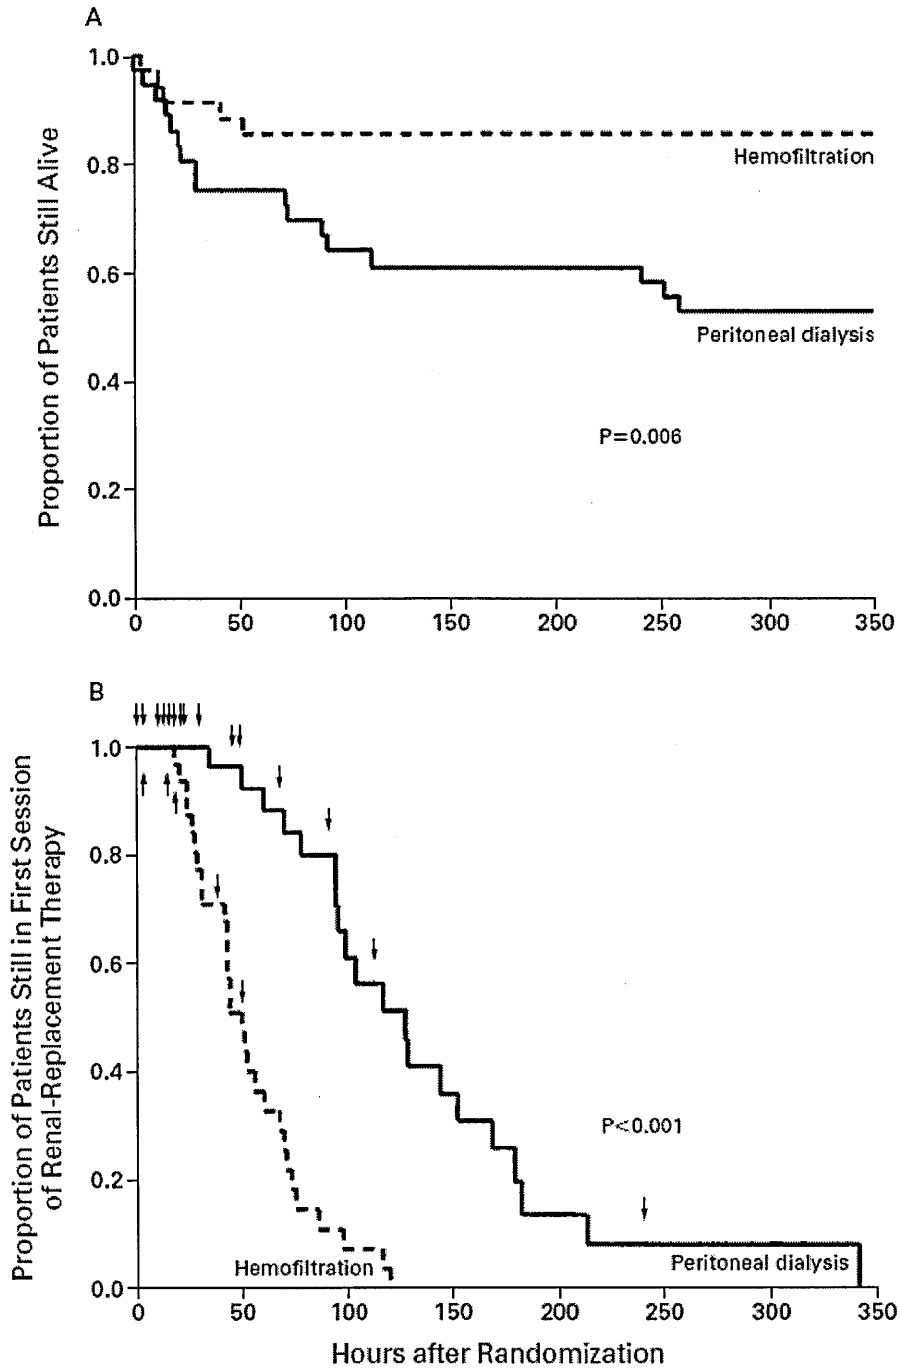 A
Proportion of Patients Still Alive
1.0
0.8
0.6
0.4
0.2
0.0
Hemofiltration
Peritoneal dialysis
P=0.006
0 50 100 150 200 250 300 350
B
Proportion of Patients Still in First Session
of Renal-Replacement Therapy
1.0
0.8
0.6
0.4
0.2
0.0
P<0.001
Hemofiltration
Peritoneal dialysis
0 50 100 150 200 250 300 350
Hours after Randomization